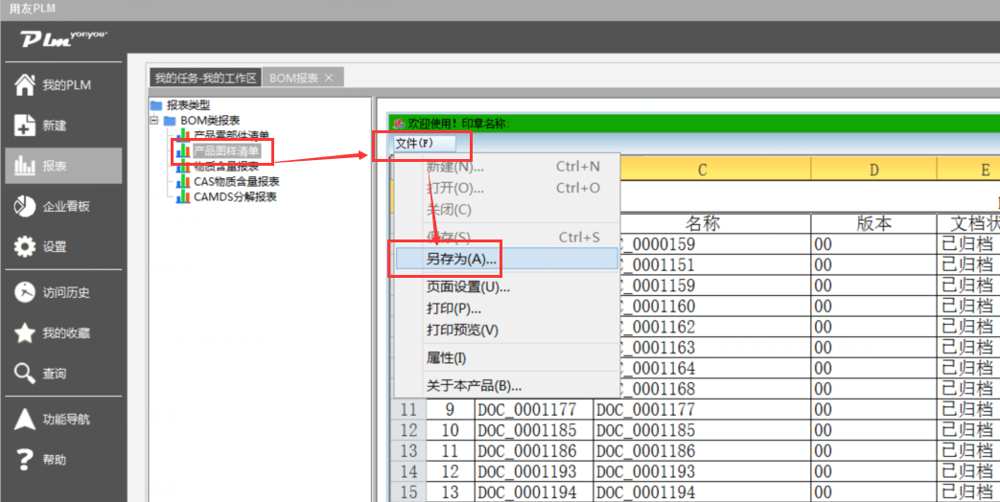 用友PLM
PLM yonyou
我的PLM
新建
报表
企业看板
设置
访问历史
我的收藏
查询
功能导航
帮助
我的任务-我的工作区
BOM报表
报表类型
BOM类报表
产品零部件清单
产品图样清单
物质含量报表
CAS物质含量报表
CAMDS分解报表
欢迎使用! 印章名称:
文件(F)
新建(N)... Ctrl+N
打开(O)... Ctrl+O
关闭(C)
保存(S) Ctrl+S
另存为(A)...
页面设置(U)...
打印(P)...
打印预览(V)
属性(I)
关于本产品(B)...
C D E
名称 版本 文档状
C_0000159 00 已归档
C_0001151 00 已归档
C_0001159 00 已归档
C_0001160 00 已归档
C_0001162 00 已归档
C_0001163 00 已归档
C_0001164 00 已归档
C_0001168 00 已归档
11 9 DOC_0001177 DOC_0001177 00 已归档
12 10 DOC_0001185 DOC_0001185 00 已归档
13 11 DOC_0001186 DOC_0001186 00 已归档
14 12 DOC_0001193 DOC_0001193 00 已归档
15 13 DOC_0001194 DOC_0001194 00 已归档